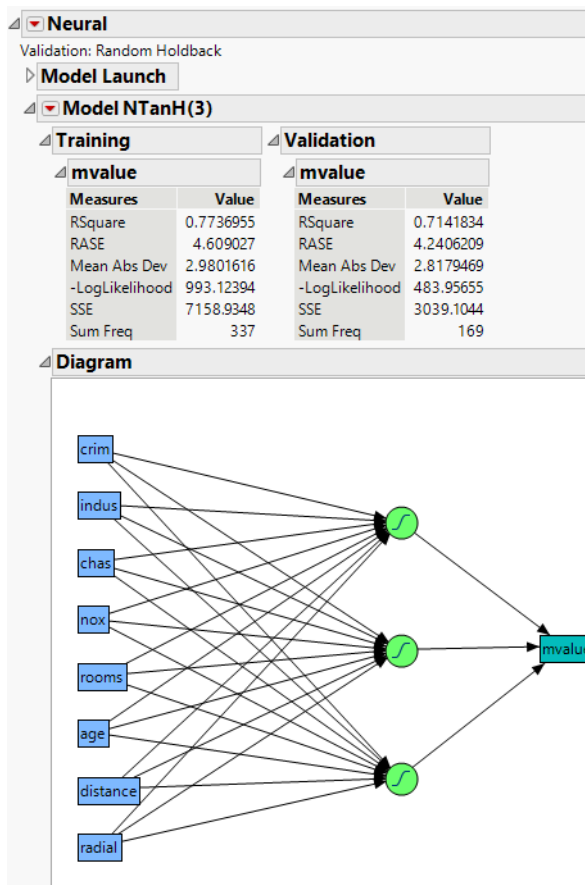 Neural
Validation: Random Holdback
Model Launch
Model NTanH(3)
Training
mvalue
Measures Value
RSquare 0.7736955
RASE 4.609027
Mean Abs Dev 2.9801616
-LogLikelihood 993.12394
SSE 7158.9348
Sum Freq 337
Validation
mvalue
Measures Value
RSquare 0.7141834
RASE 4.2406209
Mean Abs Dev 2.8179469
-LogLikelihood 483.95655
SSE 3039.1044
Sum Freq 169
Diagram
crim
indus
chas
nox
rooms
age
distance
radial
mvalue